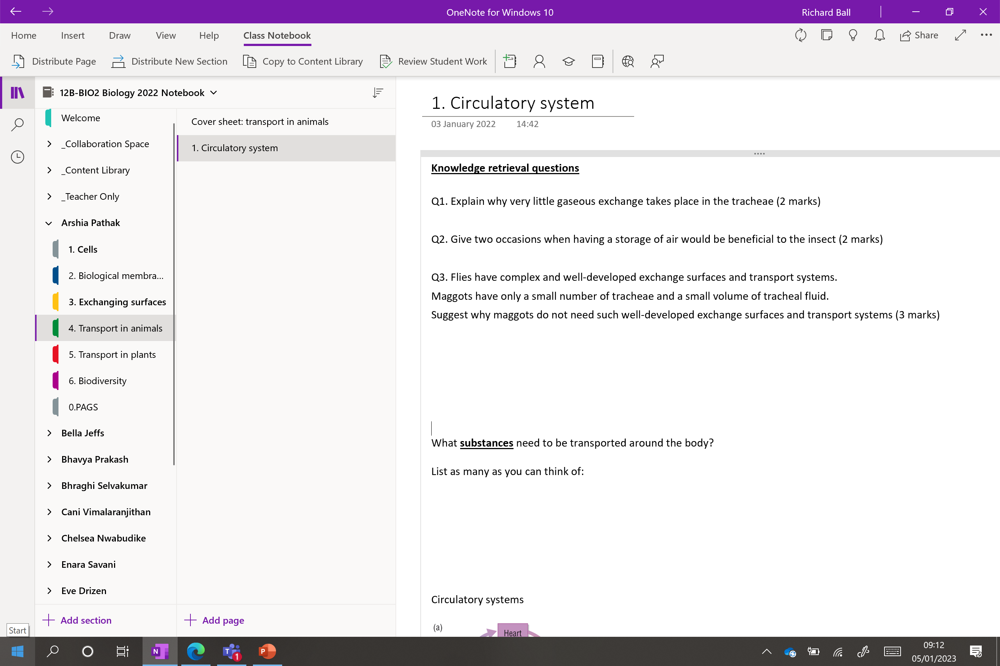 OneNote for Windows 10
Richard Ball
Home Insert Draw View Help Class Notebook
Share
Distribute Page Distribute New Section Copy to Content Library Review Student Work
12B-BIO2 Biology 2022 Notebook
Welcome
_Collaboration Space
_Content Library
_Teacher Only
Arshia Pathak
1. Cells
2. Biological membra...
3. Exchanging surfaces
4. Transport in animals
5. Transport in plants
6. Biodiversity
0.PAGS
Bella Jeffs
Bhavya Prakash
Bhraghi Selvakumar
Cani Vimalaranjithan
Chelsea Nwabudike
Enara Savani
Eve Drizen
Add section
Cover sheet: transport in animals
1. Circulatory system
Add page
1. Circulatory system
03 January 2022 14:42
Knowledge retrieval questions
Q1. Explain why very little gaseous exchange takes place in the tracheae (2 marks)
Q2. Give two occasions when having a storage of air would be beneficial to the insect (2 marks)
Q3. Flies have complex and well-developed exchange surfaces and transport systems.
Maggots have only a small number of tracheae and a small volume of tracheal fluid.
Suggest why maggots do not need such well-developed exchange surfaces and transport systems (3 marks)
What substances need to be transported around the body?
List as many as you can think of:
Circulatory systems
(a)
Heart
Start
N
T
1
P
09:12
05/01/2023